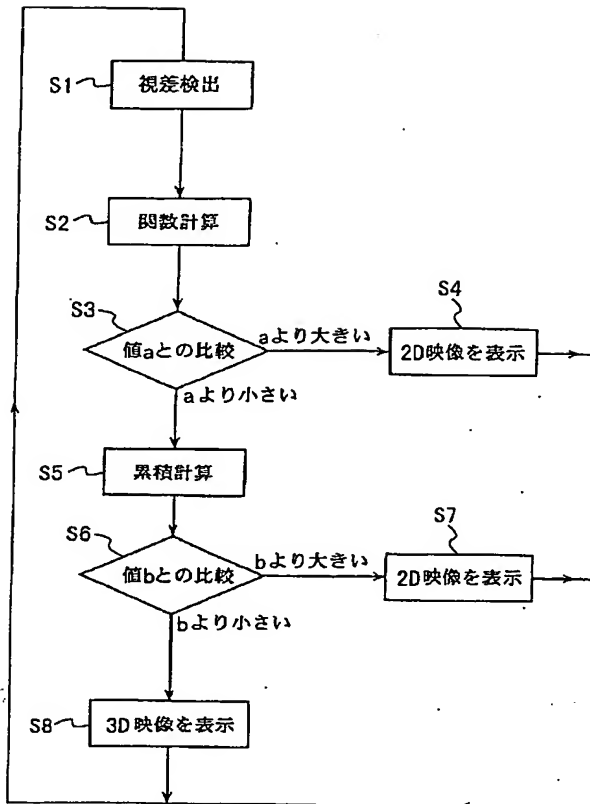 S1
視差検出
S2
関数計算
S3
値aとの比較
aより大きい
S4
2D映像を表示
aより小さい
S5
累積計算
S6
値bとの比較
bより大きい
S7
2D映像を表示
bより小さい
S8
3D映像を表示